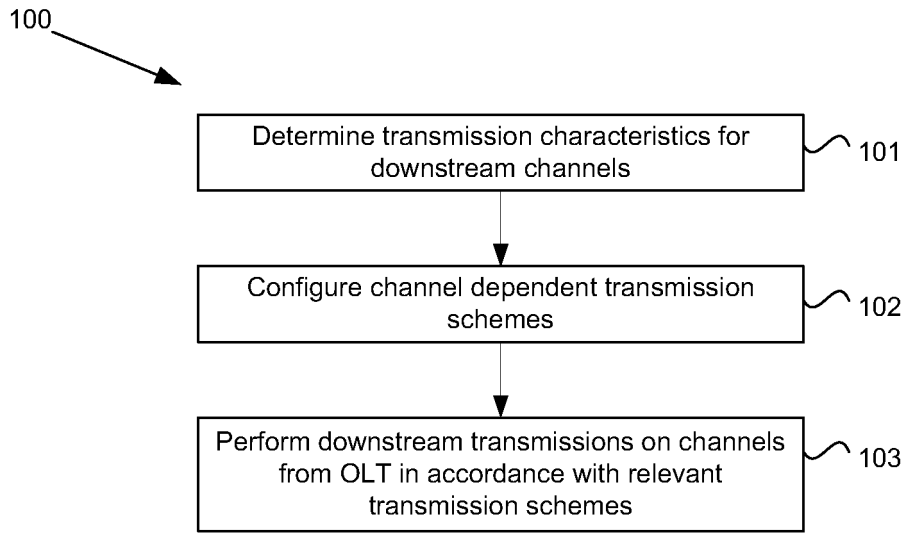 100
Determine transmission characteristics for
downstream channels
101
Configure channel dependent transmission
schemes
102
Perform downstream transmissions on channels
from OLT in accordance with relevant
transmission schemes
103